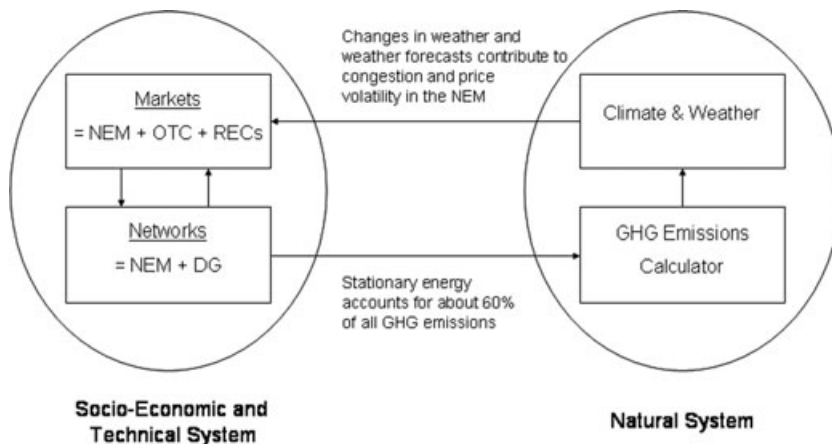 Changes in weather and
weather forecasts contribute to
congestion and price
volatility in the NEM
Markets
= NEM + OTC + RECs
Climate & Weather
Networks
= NEM + DG
GHG Emissions
Calculator
Stationary energy
accounts for about 60%
of all GHG emissions
Socio-Economic and
Technical System
Natural System